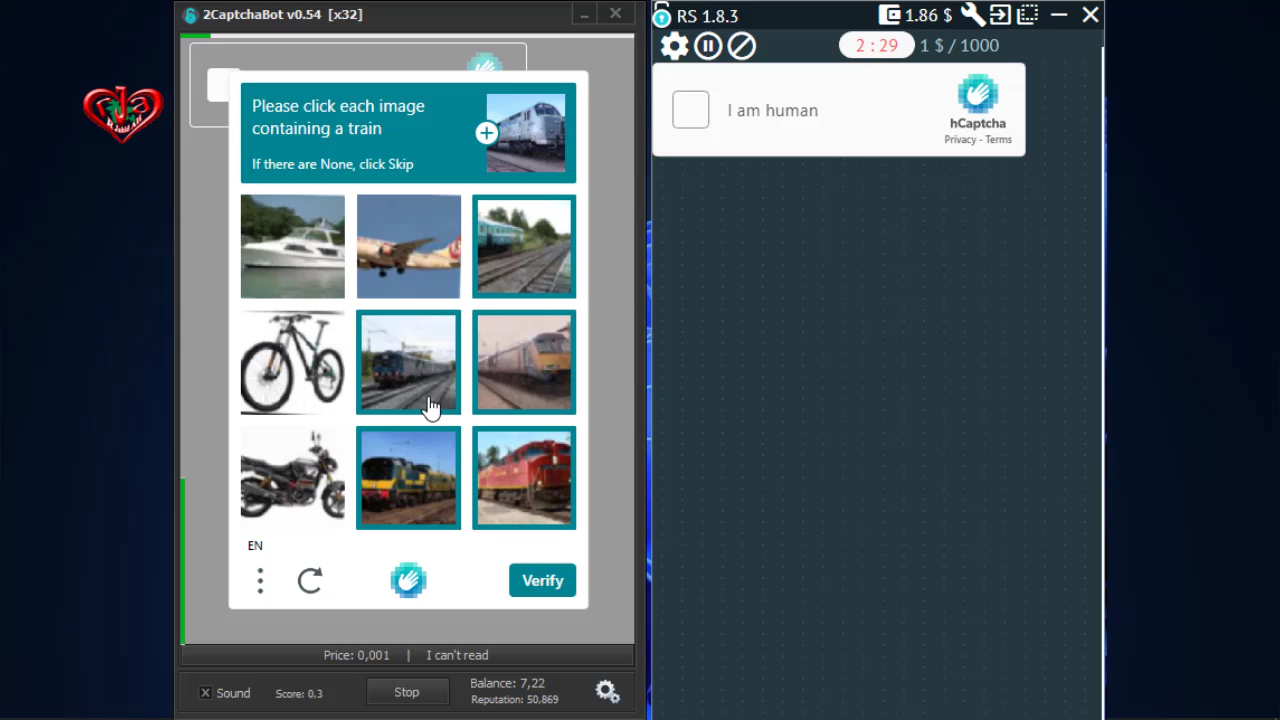 2CaptchaBot v0.54 [x32]
Please click each image
containing a train
If there are None, click Skip
EN
Verify
Price: 0,001 | I can't read
Sound
Score: 0,3
Stop
Balance: 7,22
Reputation: 50,869
RS 1.8.3
1.86 $
2 : 29
1 $ / 1000
I am human
hCaptcha
Privacy - Terms